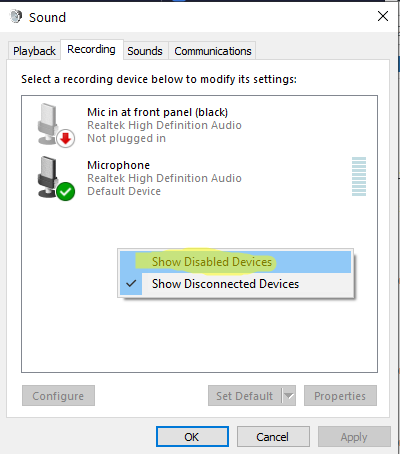 Sound
Playback Recording Sounds Communications
Select a recording device below to modify its settings:
Mic in at front panel (black)
Realtek High Definition Audio
Not plugged in
Microphone
Realtek High Definition Audio
Default Device
Show Disabled Devices
Show Disconnected Devices
Configure Set Default Properties
OK Cancel Apply